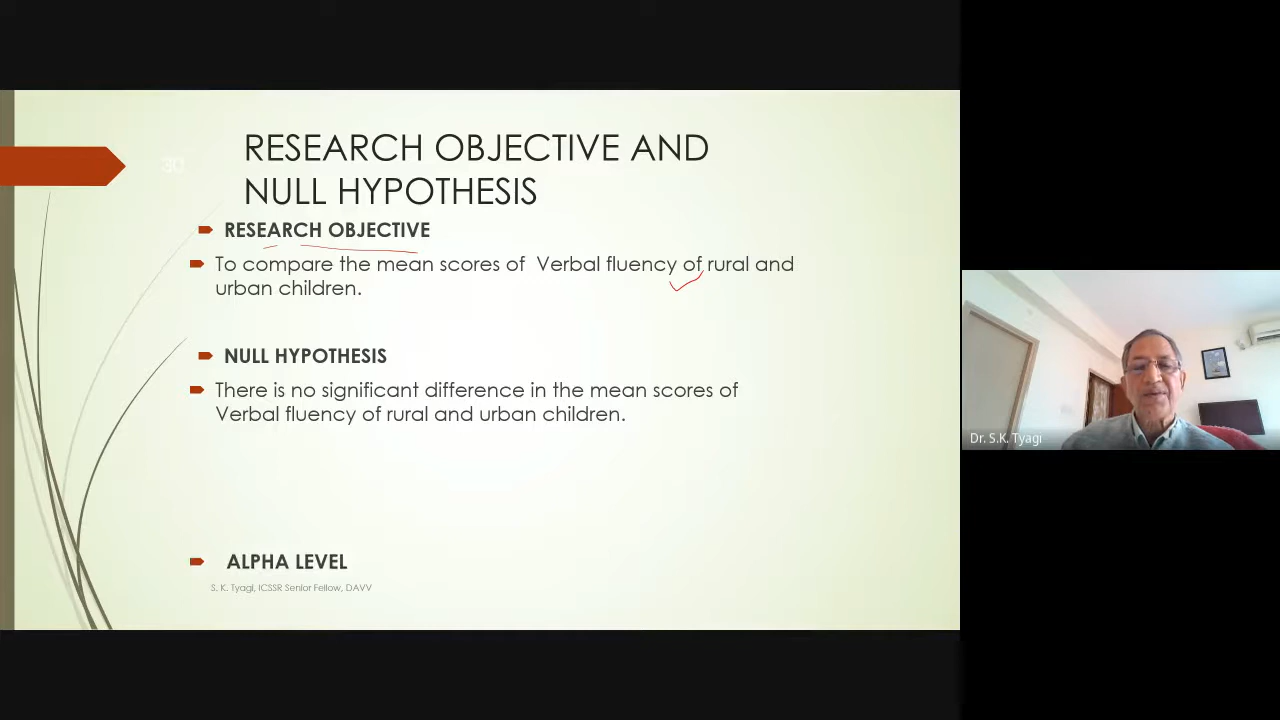 30
RESEARCH OBJECTIVE AND
NULL HYPOTHESIS
RESEARCH OBJECTIVE
To compare the mean scores of Verbal fluency of rural and
urban children.
NULL HYPOTHESIS
There is no significant difference in the mean scores of
Verbal fluency of rural and urban children.
ALPHA LEVEL
S. K. Tyagi, ICSSR Senior Fellow, DAVV
Dr. S.K. Tyagi